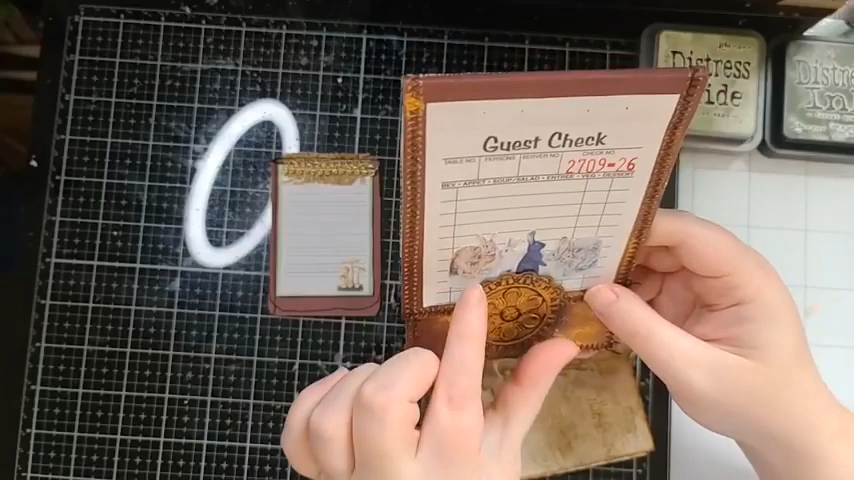 Guest Check
TABLE NO. PERSONS SERVER NO. CHECK NO.
2709-26
BEV • APPET • SOUP/SALAD • ENTREE • VEG • DESSERT
Distress
Oxide
Distress
Ink